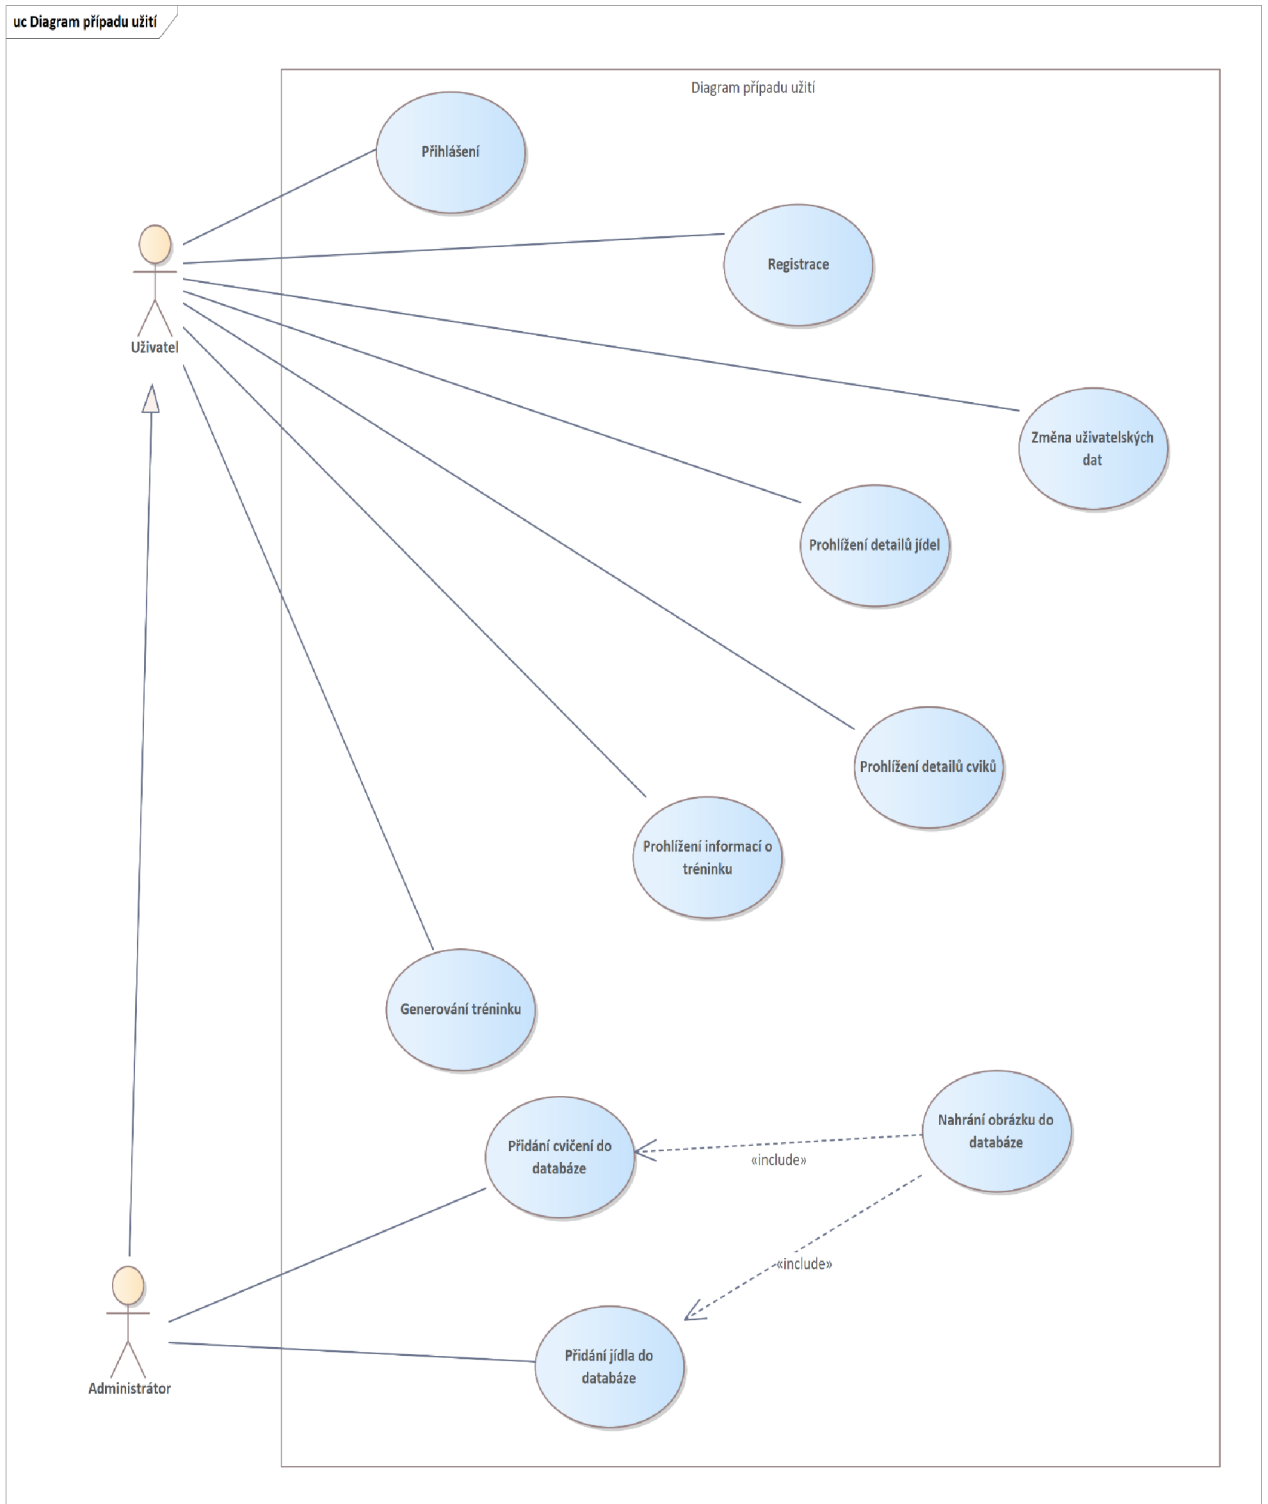 uc Diagram případu užití
Diagram případu užití
Přihlášení
Registrace
Uživatel
Změna uživatelských
dat
Prohlížení detailů jídel
Prohlížení detailů cviků
Prohlížení informací o
tréninku
Generování tréninku
Nahrání obrázku do
databáze
Přidání cvičení do
databáze
«include»
«include»
Přidání jídla do
databáze
Administrátor